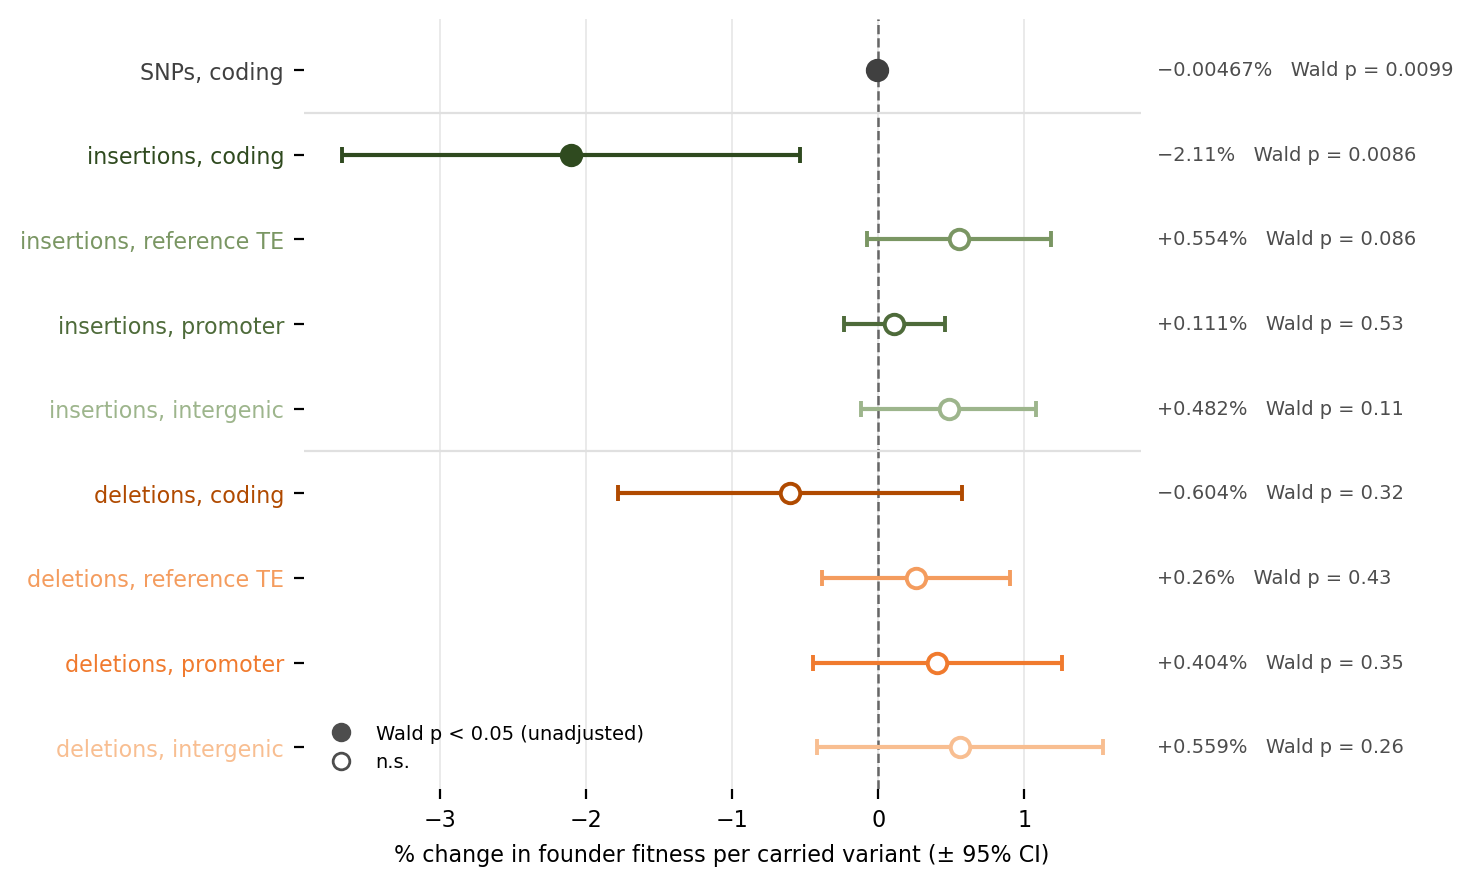 SNPs, coding −0.00467% Wald p = 0.0099
insertions, coding −2.11% Wald p = 0.0086
insertions, reference TE +0.554% Wald p = 0.086
insertions, promoter +0.111% Wald p = 0.53
insertions, intergenic +0.482% Wald p = 0.11
deletions, coding −0.604% Wald p = 0.32
deletions, reference TE +0.26% Wald p = 0.43
deletions, promoter +0.404% Wald p = 0.35
Wald p < 0.05 (unadjusted)
deletions, intergenic +0.559% Wald p = 0.26
n.s.
−3 −2 −1 0 1
% change in founder fitness per carried variant (± 95% CI)